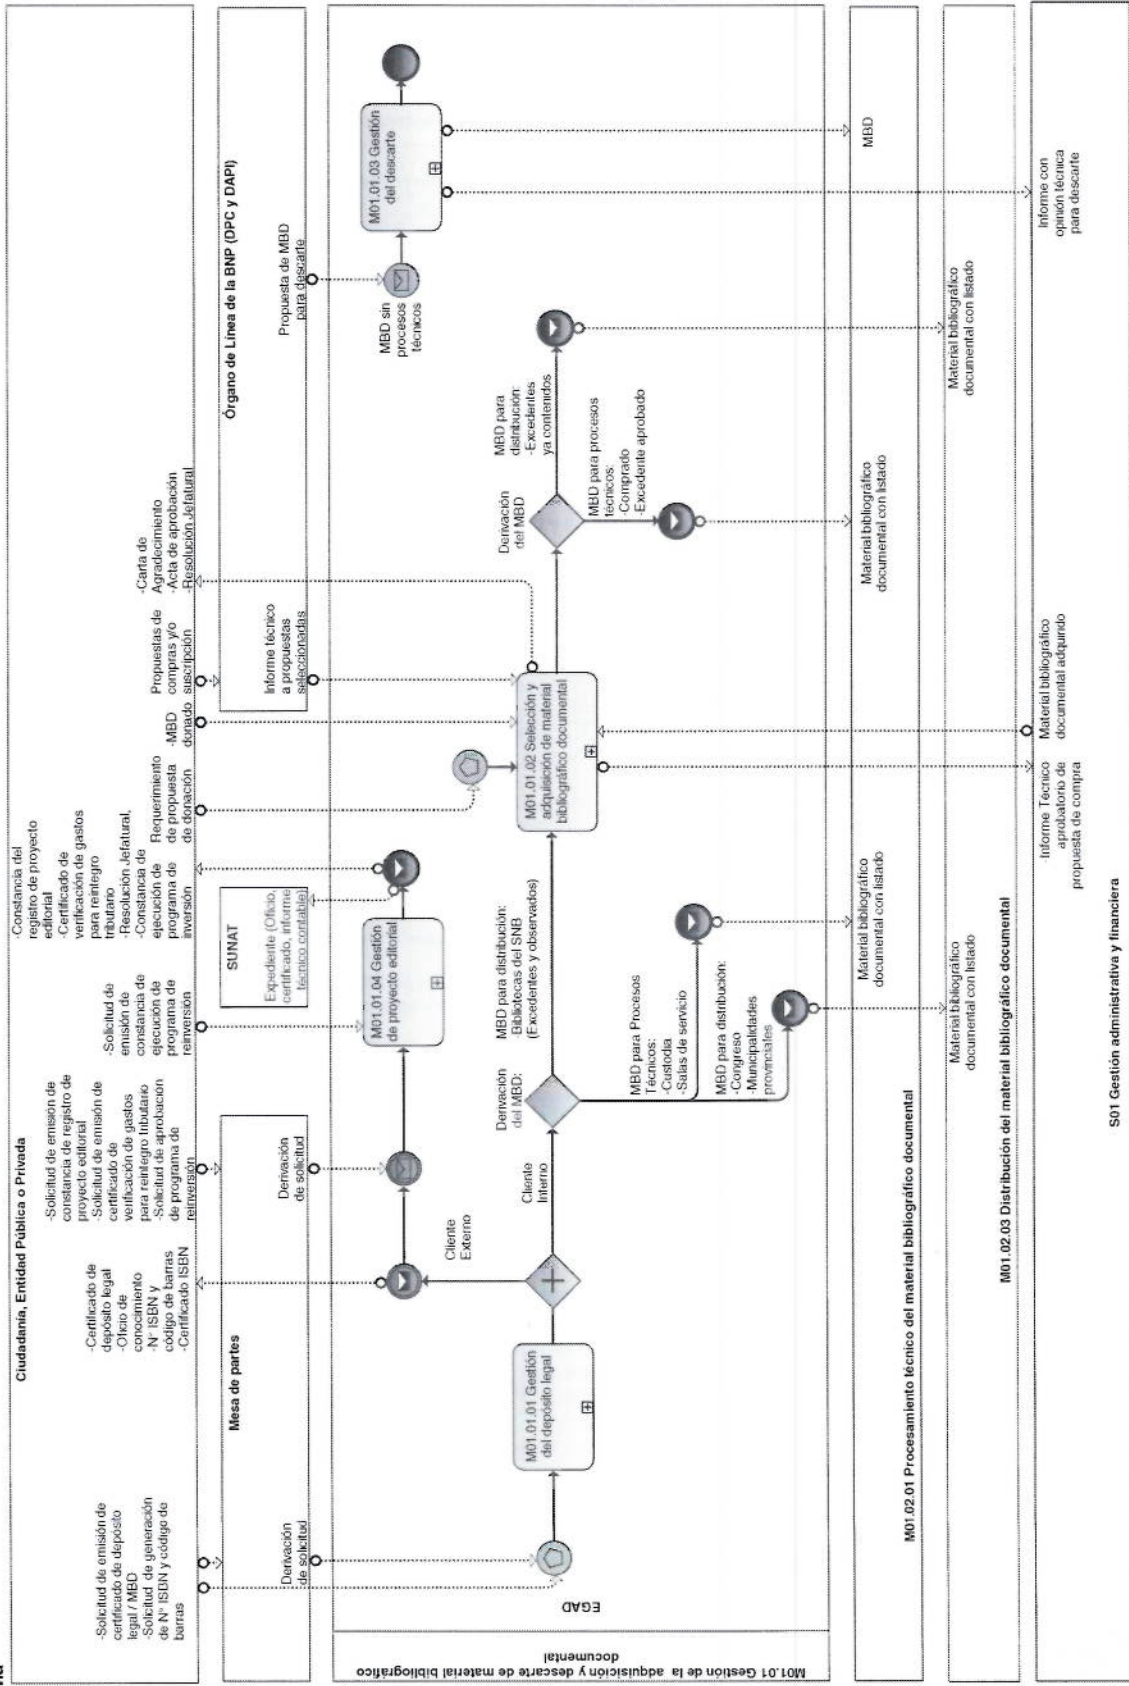 Ciudadanía, Entidad Pública o Privada
-Solicitud de emisión de
certificado de depósito
legal / MBD
-Solicitud de generación
de N° ISBN y código de
barras
-Certificado de
depósito legal
-Oficio de
conocimiento
-N° ISBN y
código de barras
-Certificado ISBN
-Solicitud de emisión de
constancia de registro de
proyecto editorial
-Solicitud de emisión de
certificado de
verificación de gastos
para reintegro tributario
-Solicitud de aprobación
de programa de
reinversión
-Solicitud de
emisión de
constancia de
ejecución de
programa de
reinversión
-Constancia del
registro de proyecto
editorial
-Certificado de
verificación de gastos
para reintegro
tributario
-Resolución Jefatural,
-Constancia de
ejecución de
programa de
inversión
Requerimiento
de propuesta
de donación
-MBD
donado
Propuestas de
compras y/o
suscripción
-Carta de
Agradecimiento
-Acta de aprobación
-Resolución Jefatural
Mesa de partes
Derivación
de solicitud
Derivación
de solicitud
SUNAT
Expediente (Oficio,
certificado, informe
técnico contable)
Órgano de Línea de la BNP (DPC y DAPI)
Informe técnico
a propuestas
seleccionadas
Propuesta de MBD
para descarte
M01.01 Gestión de la adquisición y descarte de material bibliográfico
documental
EGAD
M01.01.01 Gestión
del depósito legal
Cliente
Externo
Cliente
Interno
M01.01.04 Gestión
de proyecto editorial
Derivación
del MBD:
MBD para distribución:
-Bibliotecas del SNB
(Excedentes y observados)
MBD para Procesos
Técnicos:
-Custodia
-Salas de servicio
MBD para distribución:
-Congreso
-Municipalidades
provinciales
M01.01.02 Selección y
adquisición de material
bibliográfico documental
Derivación
del MBD
MBD para
distribución:
-Excedentes
ya contenidos
MBD para procesos
técnicos:
-Comprado
-Excedente aprobado
MBD sin
procesos
técnicos
M01.01.03 Gestión
del descarte
M01.02.01 Procesamiento técnico del material bibliográfico documental
Material bibliográfico
documental con listado
Material bibliográfico
documental con listado
MBD
M01.02.03 Distribución del material bibliográfico documental
Material bibliográfico
documental con listado
Material bibliográfico
documental con listado
S01 Gestión administrativa y financiera
Informe Técnico
aprobatorio de
propuesta de compra
Material bibliográfico
documental adquirido
Informe con
opinión técnica
para descarte